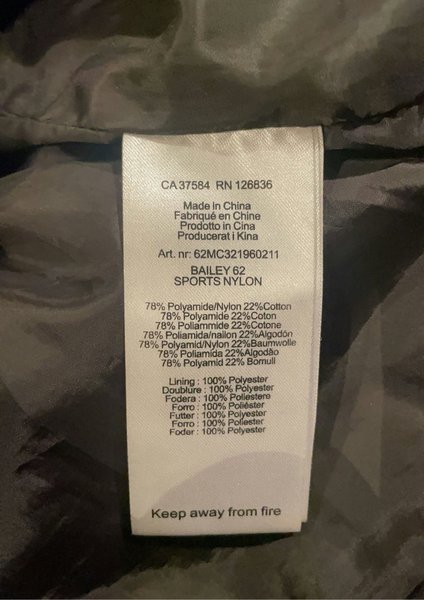 CA 37584 RN 126836
Made in China
Fabriqué en Chine
Prodotto in Cina
Producerat i Kina
Art. nr: 62MC321960211
BAILEY 62
SPORTS NYLON
78% Polyamide/Nylon 22%Cotton
78% Polyamid 22%Coton
78% Poliammide 22%Cotone
78% Poliamida/nailon 22%Algodón
78% Polyamid/Nylon 22%Baumwolle
78% Poliamida 22%Algodão
78% Polyamid 22% Bomull
Lining : 100% Polyester
Doublure : 100% Polyester
Fodera : 100% Poliestere
Forro : 100% Poliéster
Futter : 100% Polyester
Forro : 100% Poliester
Foder : 100% Polyester
Keep away from fire